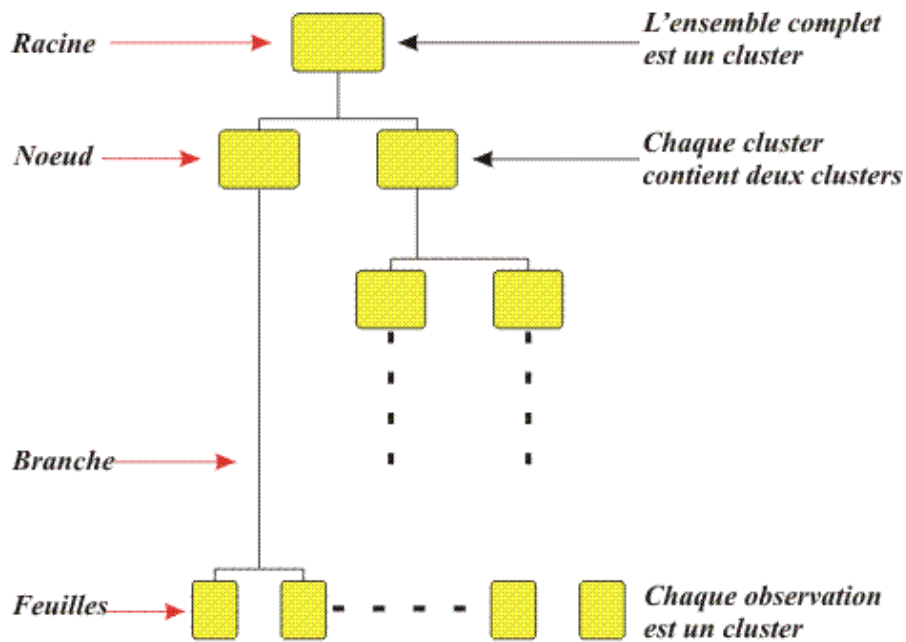 Racine
L'ensemble complet
est un cluster
Noeud
Chaque cluster
contient deux clusters
Branche
Feuilles
Chaque observation
est un cluster